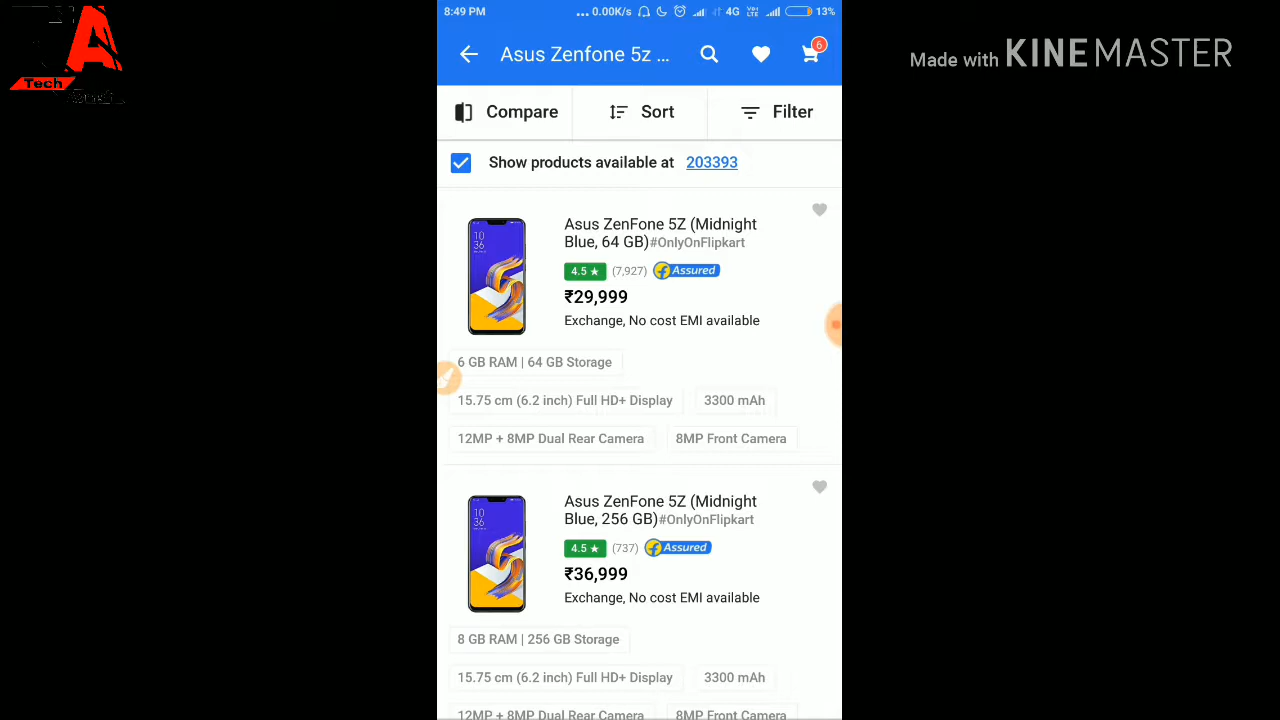 TA
Tech
8:49 PM ... 0.00K/s 4G VoLTE 13%
Made with KINEMASTER
Asus Zenfone 5z ... 6
Compare Sort Filter
Show products available at 203393
Asus ZenFone 5Z (Midnight
Blue, 64 GB)#OnlyOnFlipkart
4.5 ★ (7,927) Assured
₹29,999
Exchange, No cost EMI available
6 GB RAM | 64 GB Storage
15.75 cm (6.2 inch) Full HD+ Display 3300 mAh
12MP + 8MP Dual Rear Camera 8MP Front Camera
Asus ZenFone 5Z (Midnight
Blue, 256 GB)#OnlyOnFlipkart
4.5 ★ (737) Assured
₹36,999
Exchange, No cost EMI available
8 GB RAM | 256 GB Storage
15.75 cm (6.2 inch) Full HD+ Display 3300 mAh
12MP + 8MP Dual Rear Camera 8MP Front Camera